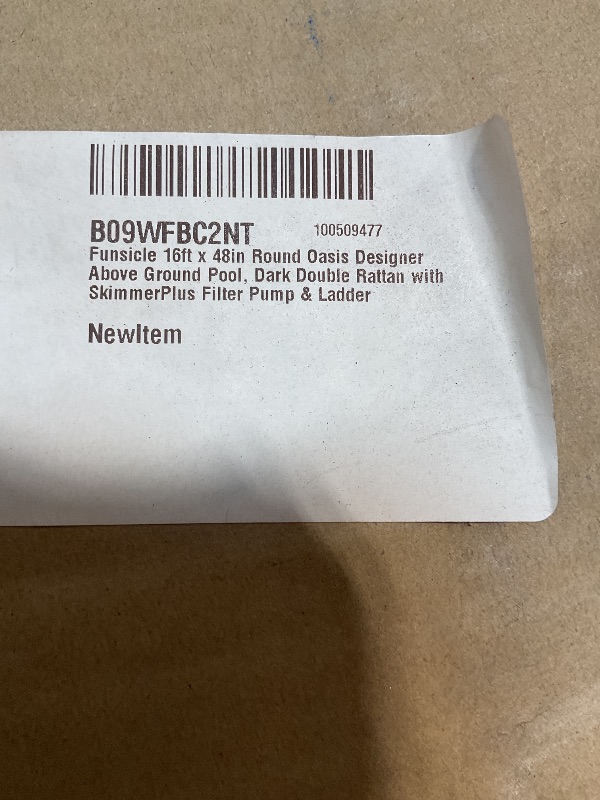 B09WFBC2NT 100509477
Funsicle 16ft x 48in Round Oasis Designer
Above Ground Pool, Dark Double Rattan with
SkimmerPlus Filter Pump & Ladder
NewItem